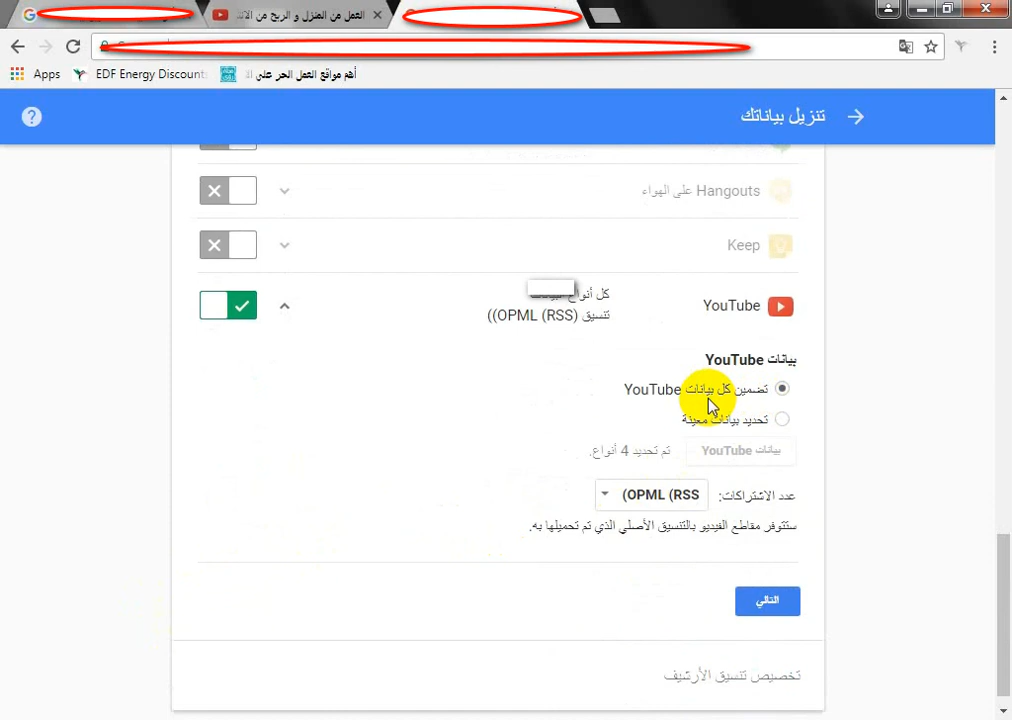 العمل من المنزل و الربح من الانت
Apps
EDF Energy Discount
أهم مواقع العمل الحر على ال
تنزيل بياناتك
Hangouts على الهواء
Keep
YouTube
كل أنواع البيانات
تنسيق OPML (RSS))
بيانات YouTube
تضمين كل بيانات YouTube
تحديد بيانات معينة
بيانات YouTube
تم تحديد 4 أنواع.
عدد الاشتراكات:
OPML (RSS)
ستتوفر مقاطع الفيديو بالتنسيق الأصلي الذي تم تحميلها به.
التالي
تخصيص تنسيق الأرشيف